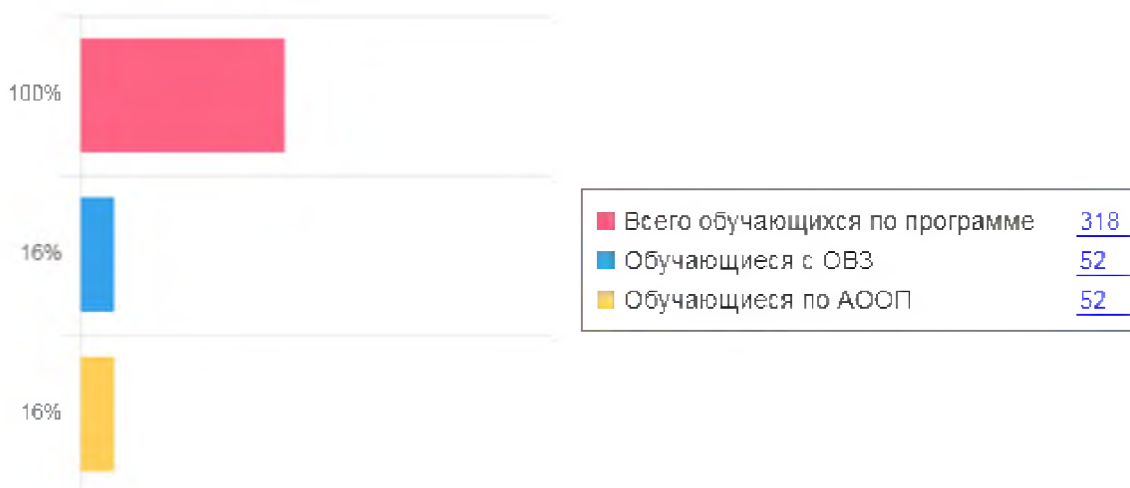 100%
16%
16%
Всего обучающихся по программе 318
Обучающиеся с ОВЗ 52
Обучающиеся по АООП 52